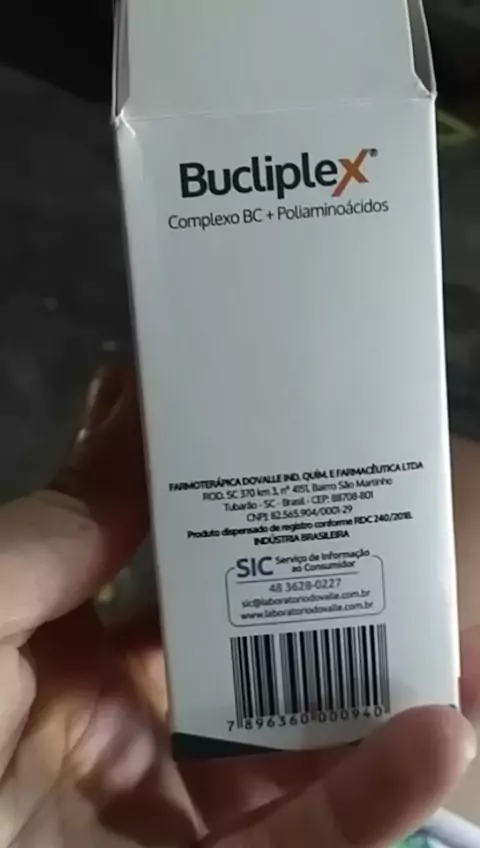 Bucliplex®
Complexo BC + Poliaminoácidos
FARMOTERÁPICA DOVALLE IND. QUÍM. E FARMACÊUTICA LTDA
ROD. SC 370 km 3, nº 4151, Bairro São Martinho
Tubarão - SC - Brasil - CEP: 88708-801
CNPJ: 82.565.904/0001-29
Produto dispensado de registro conforme RDC 240/2018.
INDÚSTRIA BRASILEIRA
SIC Serviço de Informação ao Consumidor
48 3628-0227
sic@laboratoriodovalle.com.br
www.laboratoriodovalle.com.br
7 896360 000940